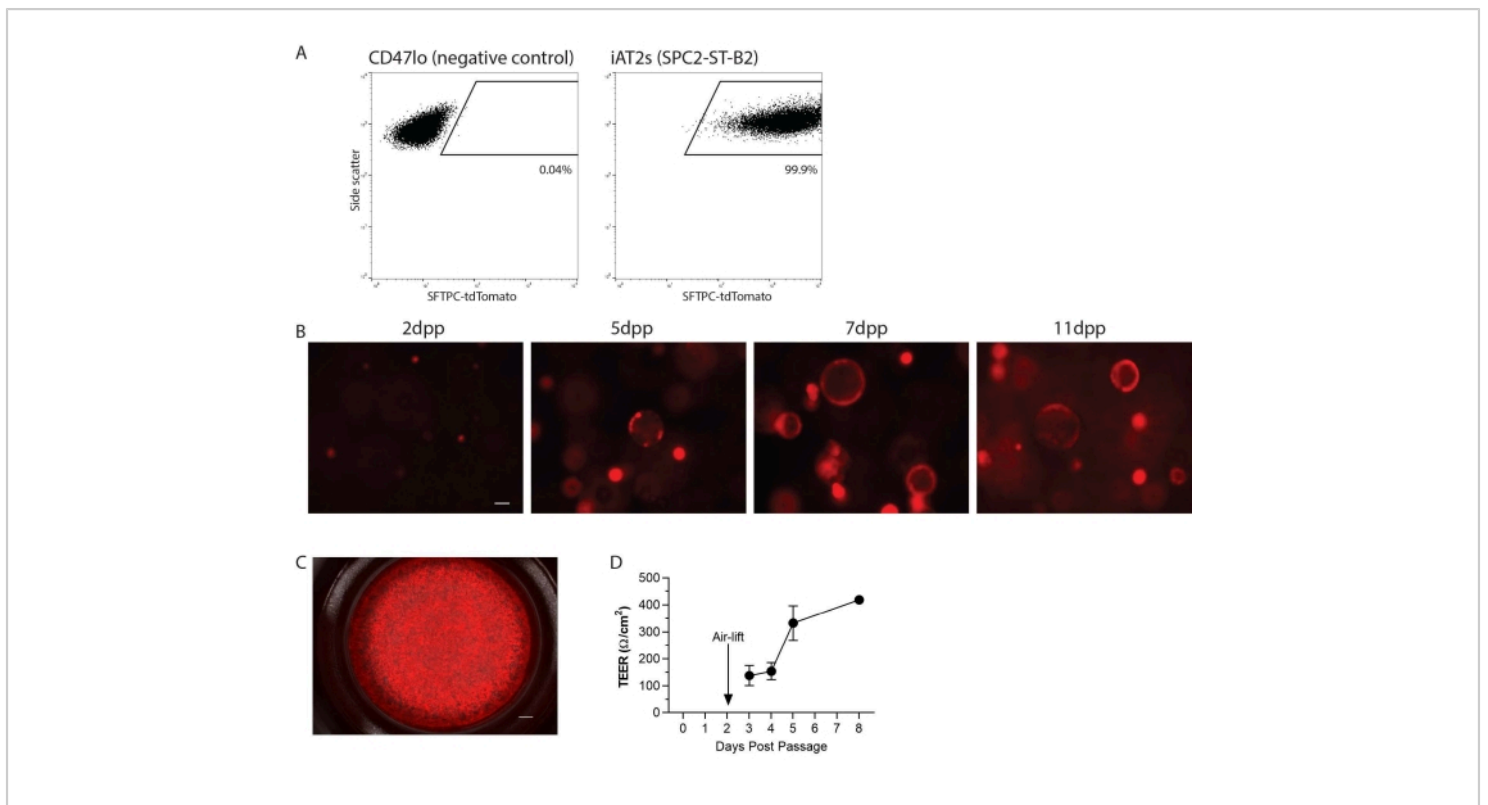 A
CD47lo (negative control) iAT2s (SPC2-ST-B2)
Side scatter
0.04%
99.9%
SFTPC-tdTomato
SFTPC-tdTomato
B
2dpp 5dpp 7dpp 11dpp
C
D
500
400
300
200
100
0
TEER (Ω/cm²)
Air-lift
0 1 2 3 4 5 6 7 8
Days Post Passage